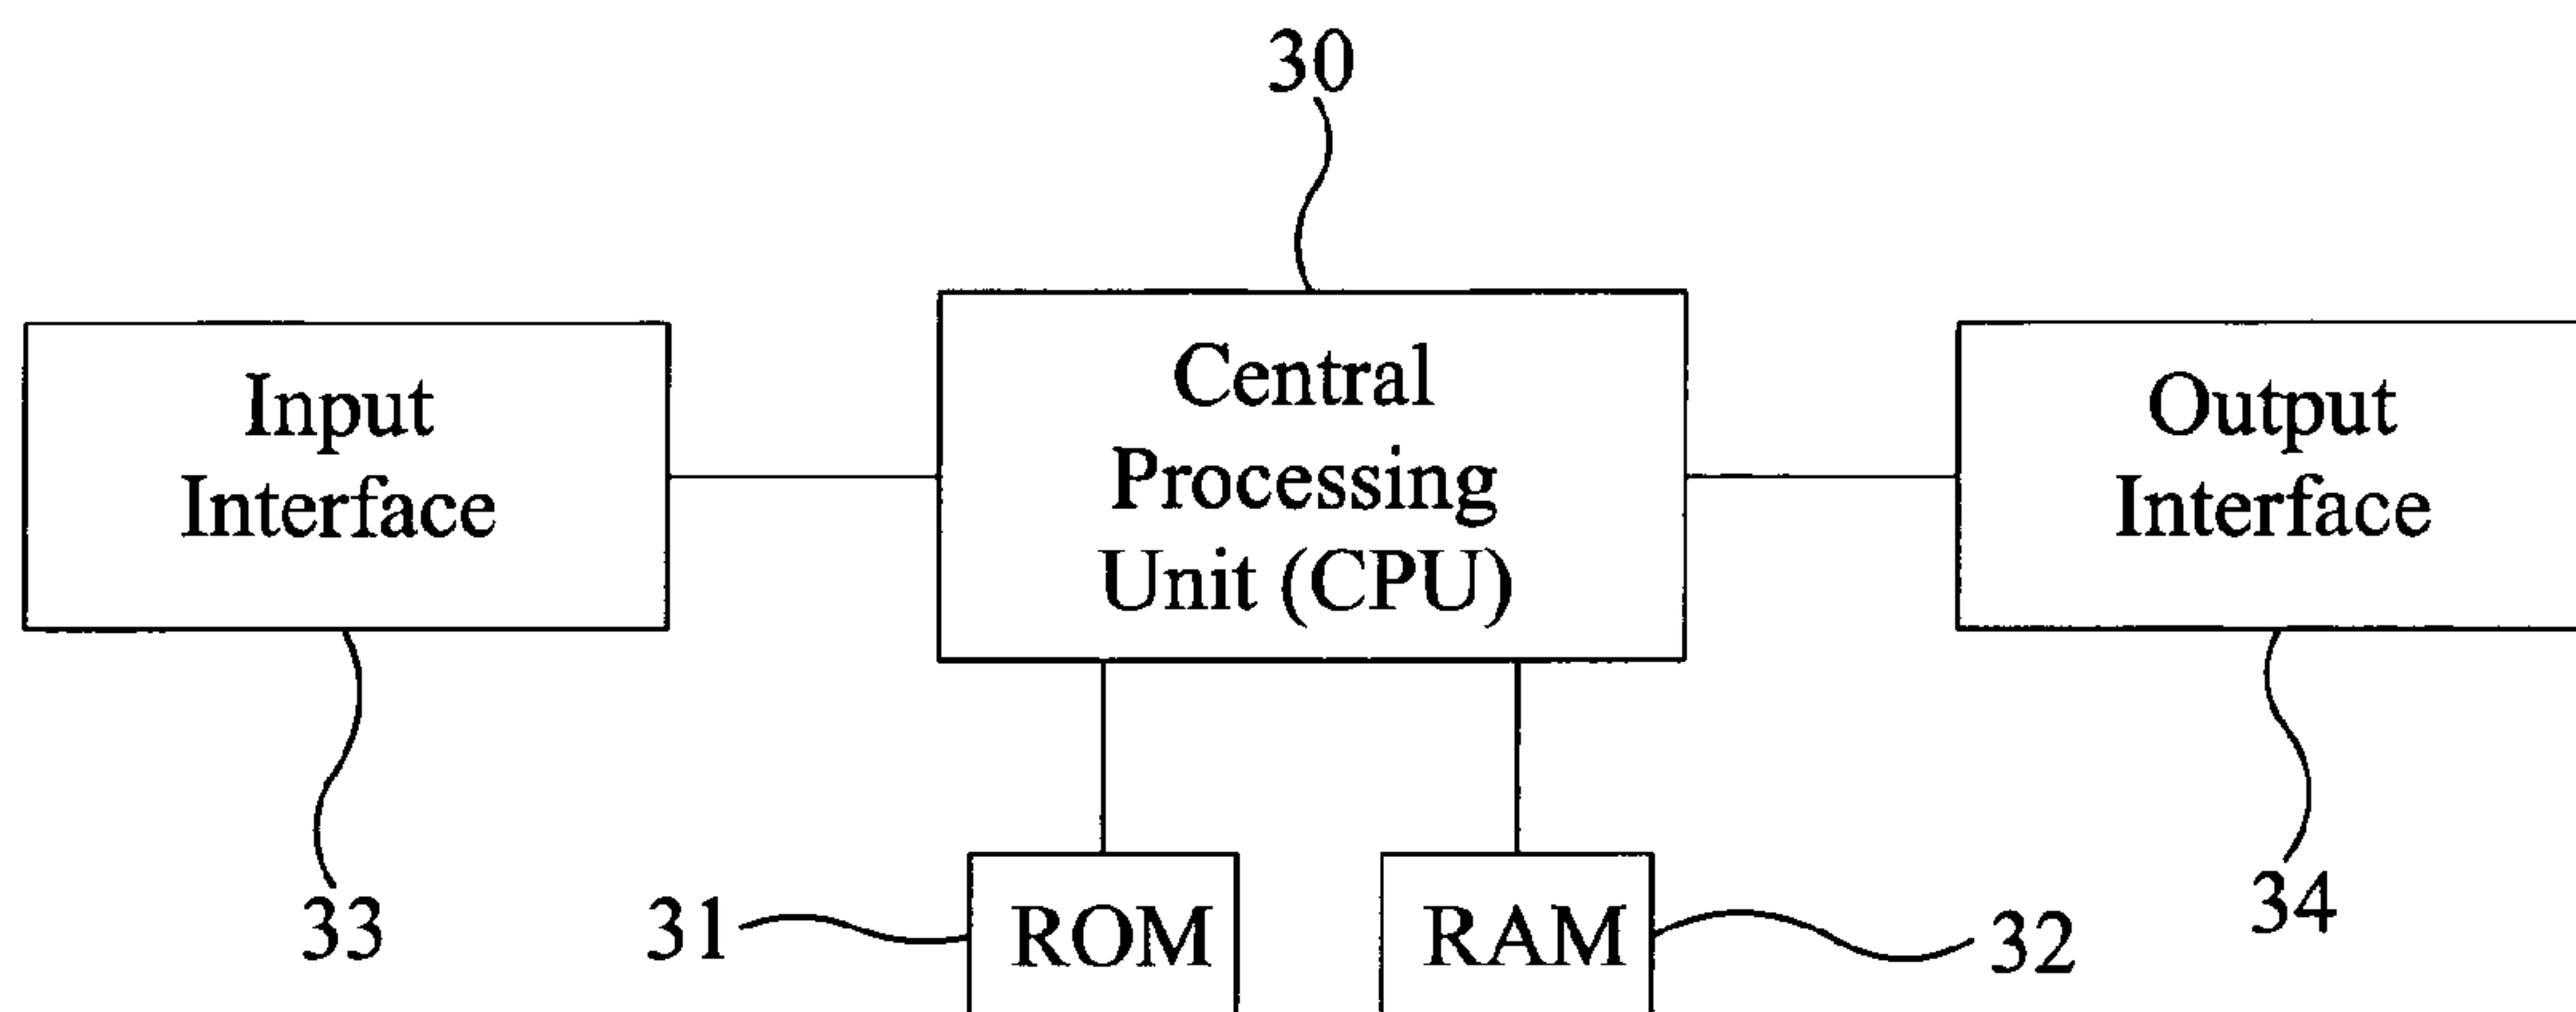 30
Input
Interface
Central
Processing
Unit (CPU)
Output
Interface
33
31
ROM
RAM
32
34